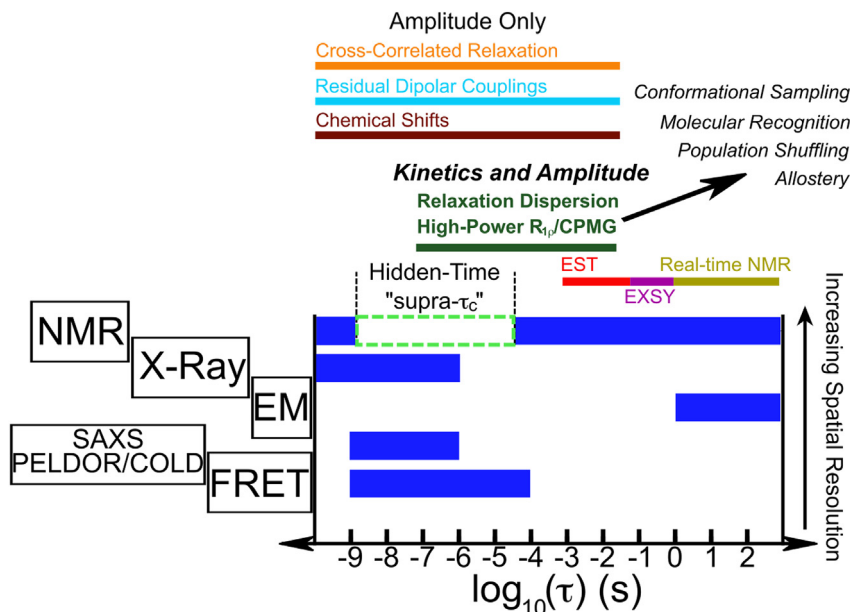 Amplitude Only
Cross-Correlated Relaxation
Residual Dipolar Couplings
Chemical Shifts
Conformational Sampling
Molecular Recognition
Population Shuffling
Allostery
Kinetics and Amplitude
Relaxation Dispersion
High-Power R₁ρ/CPMG
EST
EXSY
Real-time NMR
Hidden-Time
"supra-τc"
NMR
X-Ray
EM
SAXS
PELDOR/COLD
FRET
Increasing Spatial Resolution
-9 -8 -7 -6 -5 -4 -3 -2 -1 0 1 2
log₁₀(τ) (s)